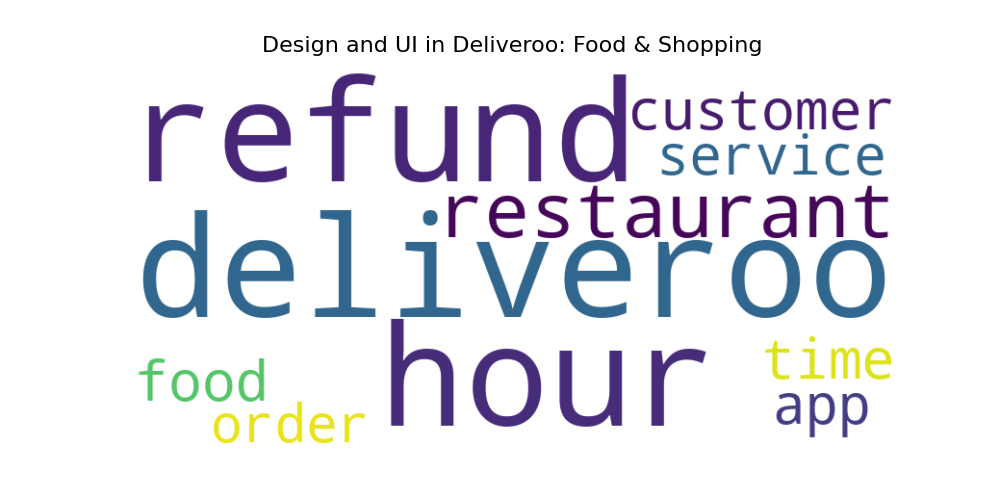 Design and UI in Deliveroo: Food & Shopping
refund
customer
service
restaurant
deliveroo
hour
food
order
time
app